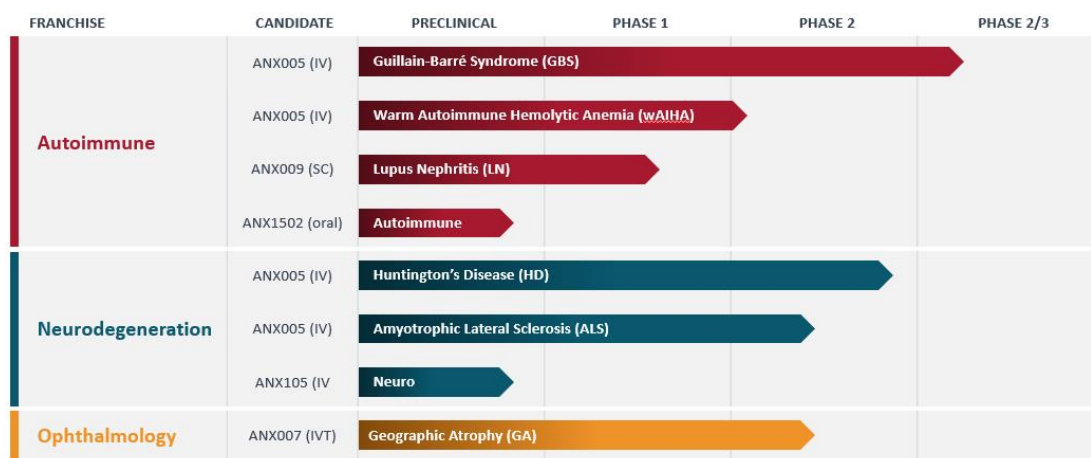 FRANCHISE CANDIDATE PRECLINICAL PHASE 1 PHASE 2 PHASE 2/3
Autoimmune
ANX005 (IV) Guillain-Barré Syndrome (GBS)
ANX005 (IV) Warm Autoimmune Hemolytic Anemia (wAIHA)
ANX009 (SC) Lupus Nephritis (LN)
ANX1502 (oral) Autoimmune
Neurodegeneration
ANX005 (IV) Huntington's Disease (HD)
ANX005 (IV) Amyotrophic Lateral Sclerosis (ALS)
ANX105 (IV Neuro
Ophthalmology ANX007 (IVT) Geographic Atrophy (GA)